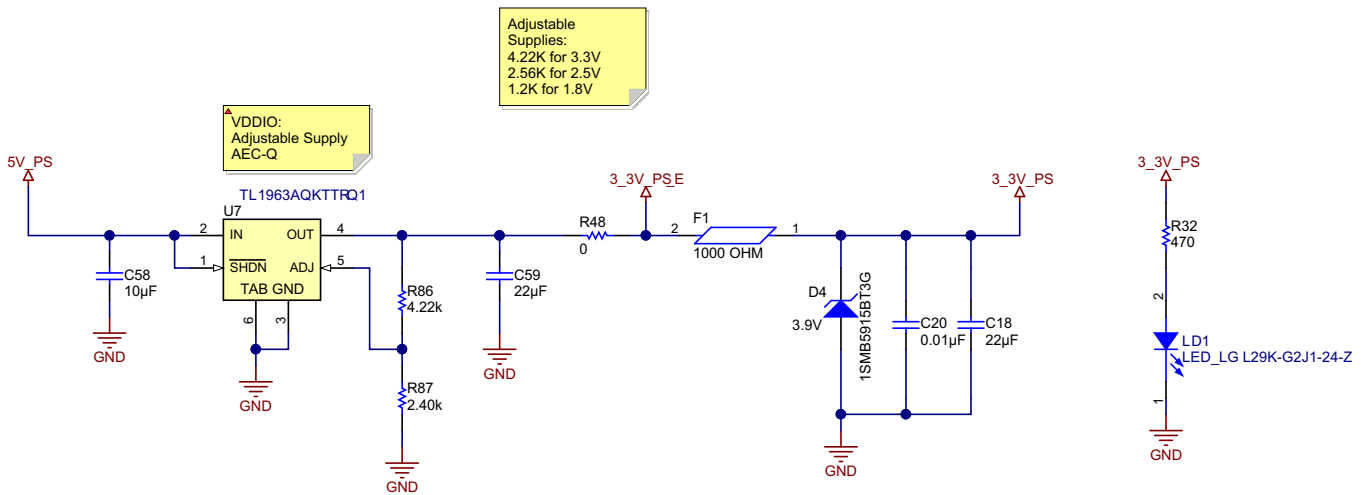 Adjustable
Supplies:
4.22K for 3.3V
2.56K for 2.5V
1.2K for 1.8V
VDDIO:
Adjustable Supply
AEC-Q
5V_PS
TL1963AQKTTRQ1
U7
2
IN
OUT
4
1
SHDN
ADJ
5
TAB GND
6
3
GND
C58
10µF
GND
R86
4.22k
R87
2.40k
GND
C59
22µF
GND
R48
0
3_3V_PS_E
2
F1
1
1000 OHM
3_3V_PS
D4
3.9V
1SMB5915BT3G
C20
0.01µF
C18
22µF
GND
3_3V_PS
R32
470
2
LD1
LED_LG L29K-G2J1-24-Z
1
GND